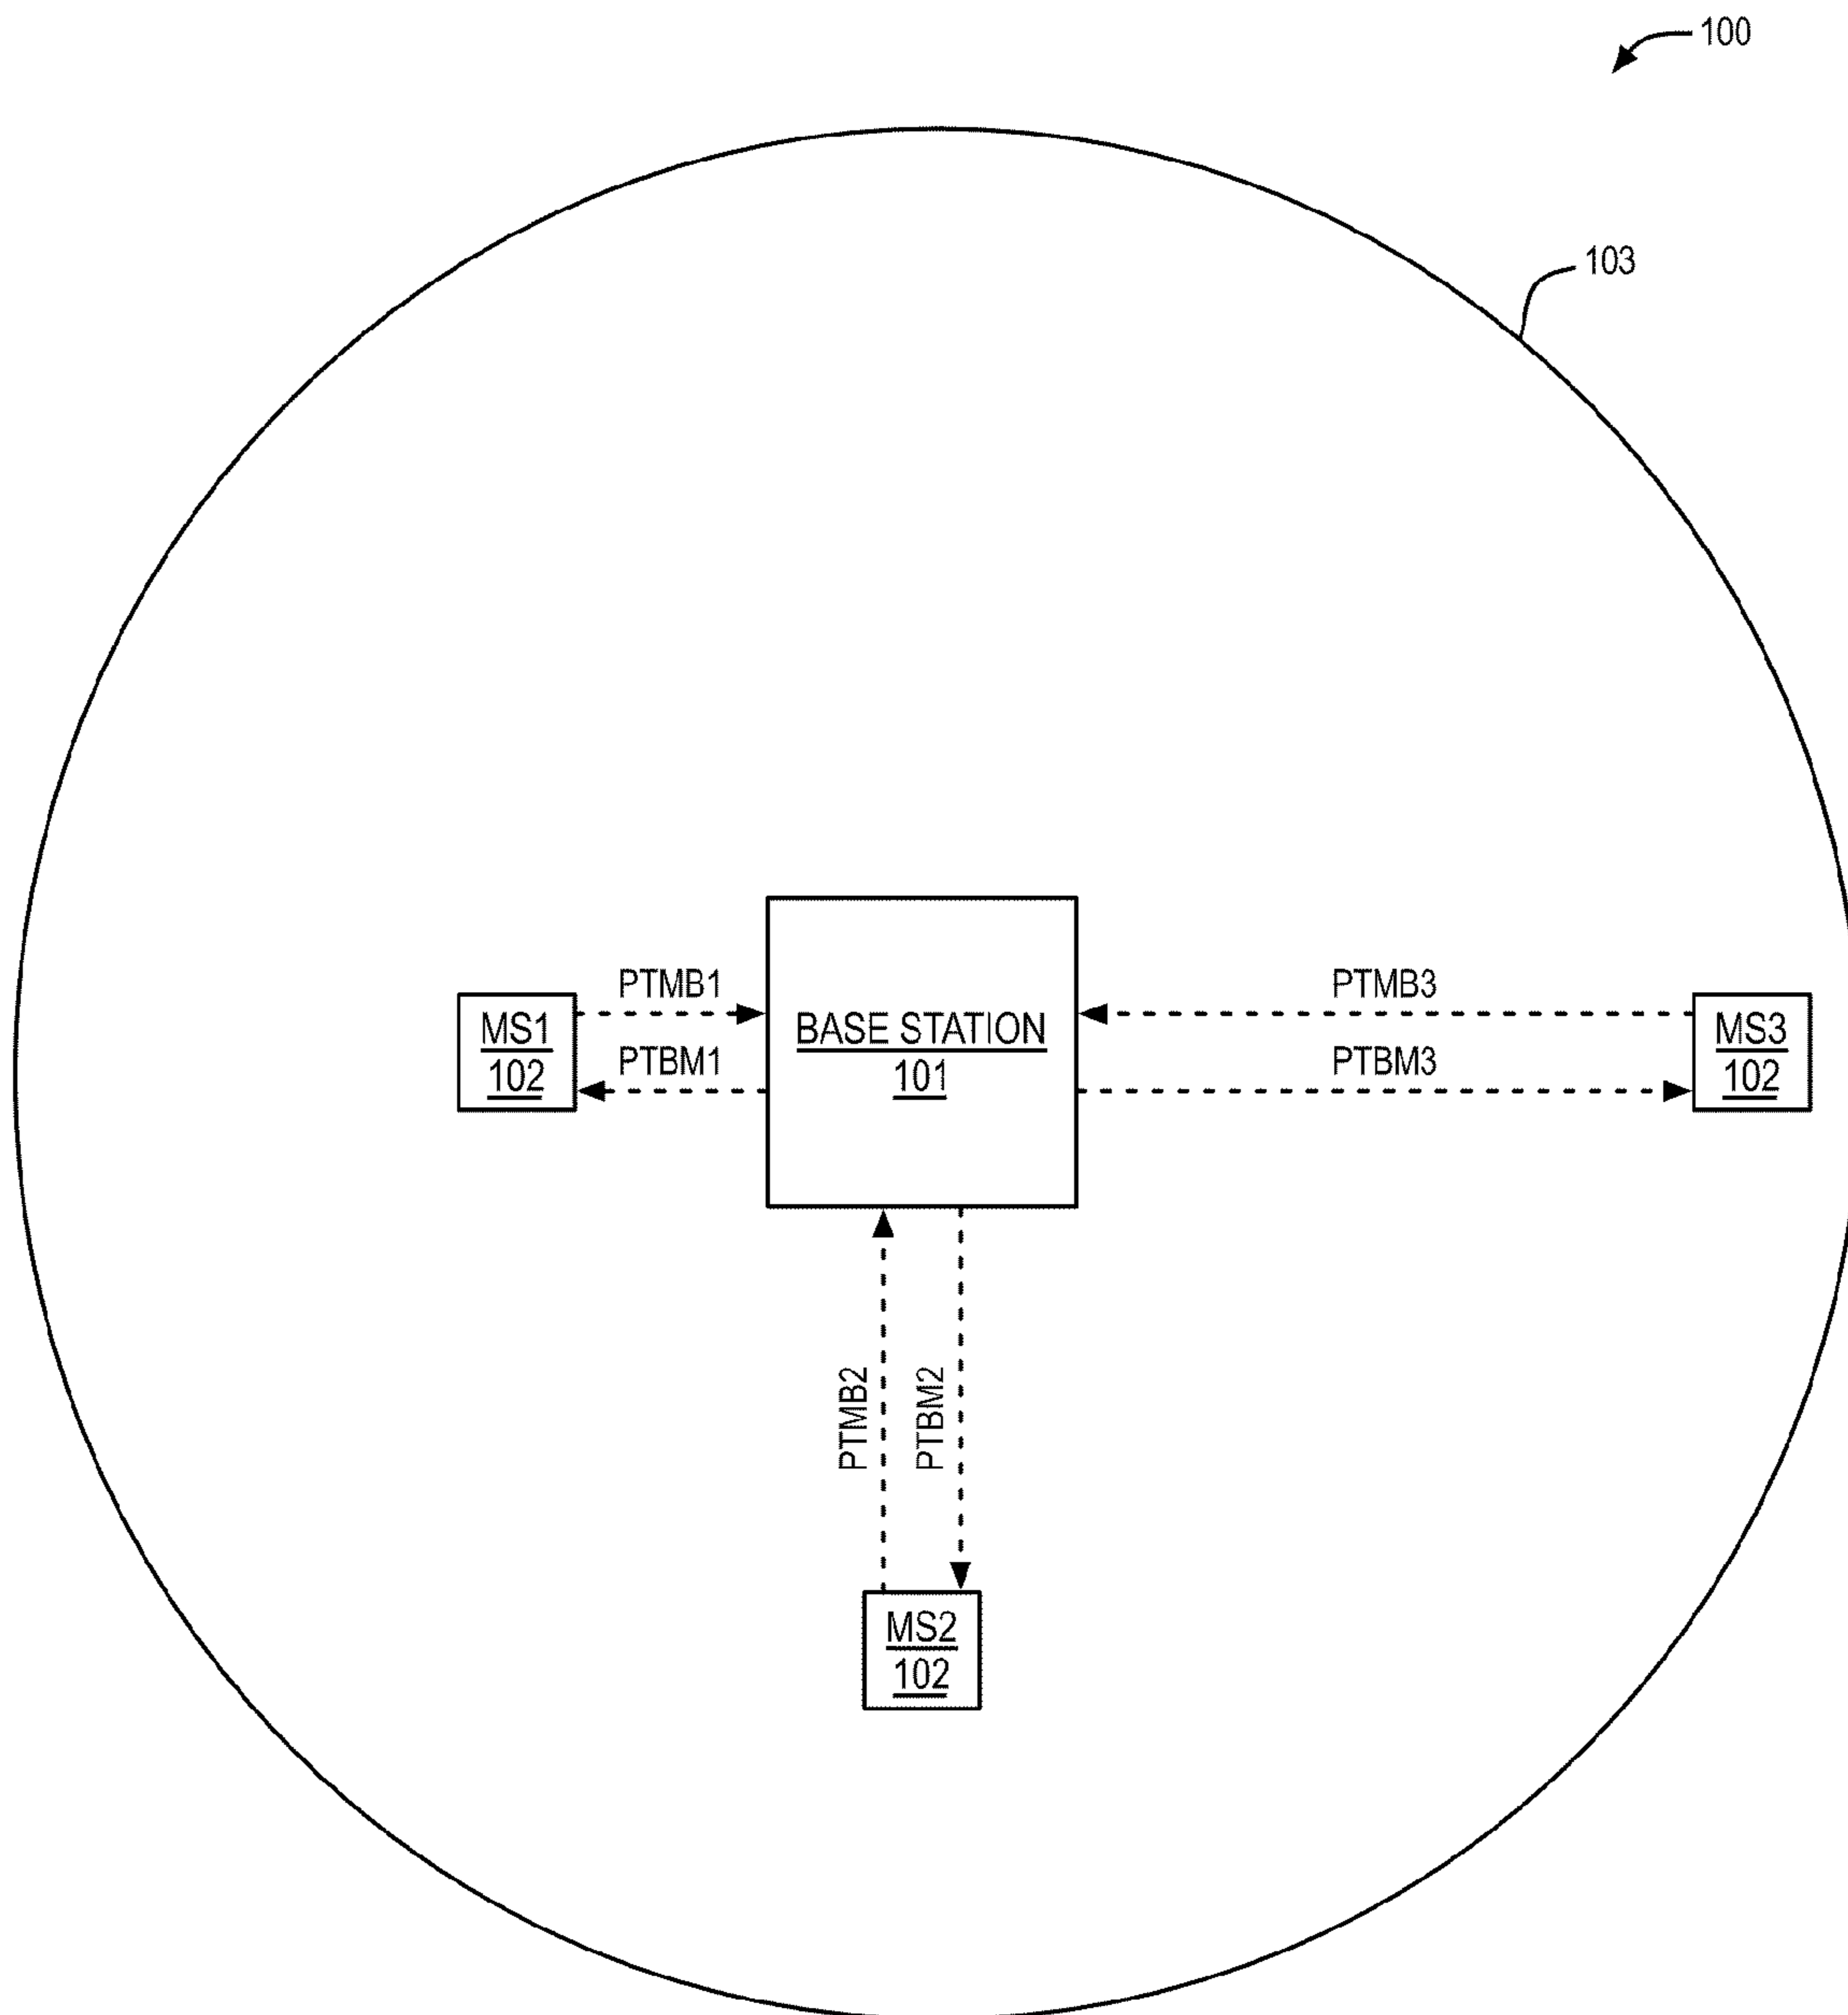 100
103
PTMB1
PTMB3
MS1
102
BASE STATION
101
MS3
102
PTBM1
PTBM3
PTMB2
PTBM2
MS2
102